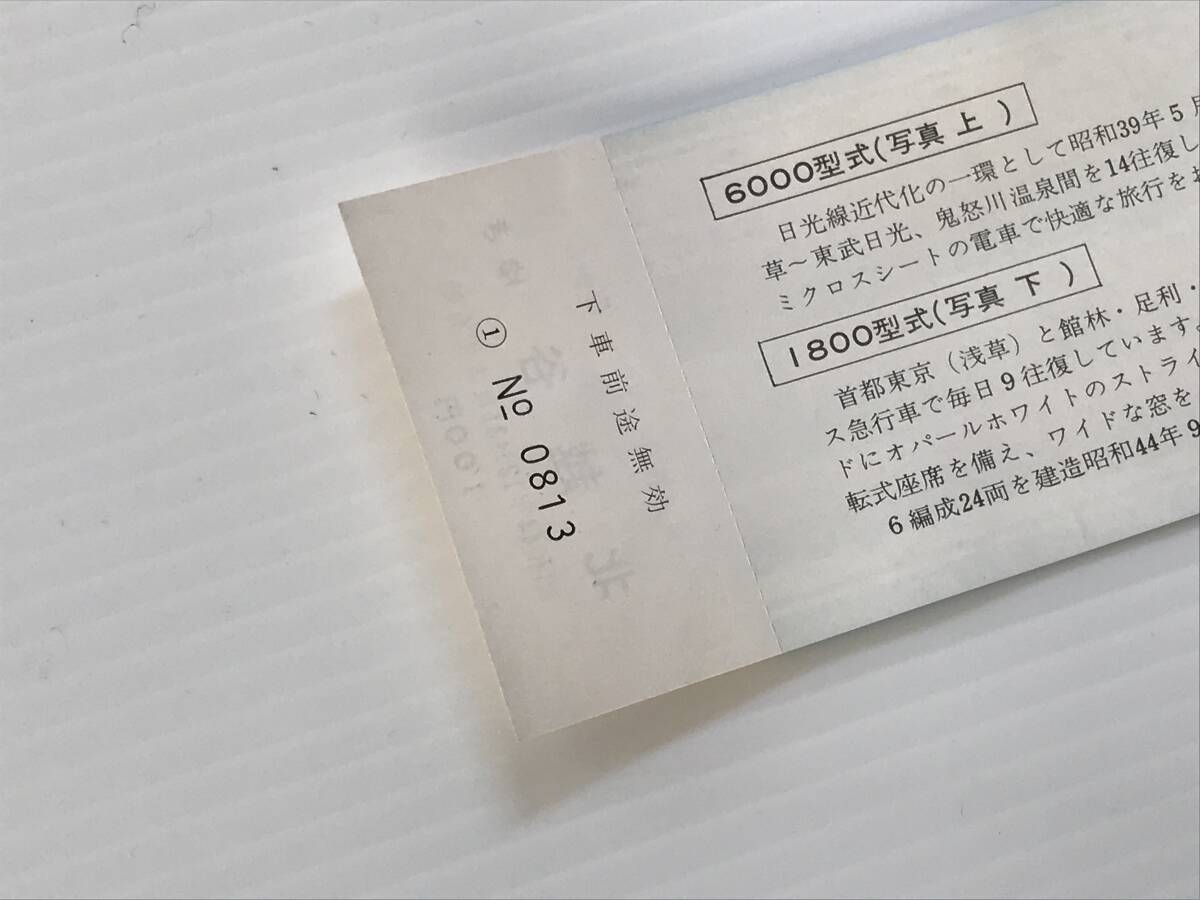 下車前途無効
① № 0813
6000型式(写真 上 )
日光線近代化の一環として昭和39年5月
草〜東武日光、鬼怒川温泉間を14往復し
ミクロスシートの電車で快適な旅行をお
1800型式(写真 下 )
首都東京(浅草)と館林・足利・
ス急行車で毎日9往復しています
ドにオパールホワイトのストライ
転式座席を備え、ワイドな窓を
6編成24両を建造昭和44年9